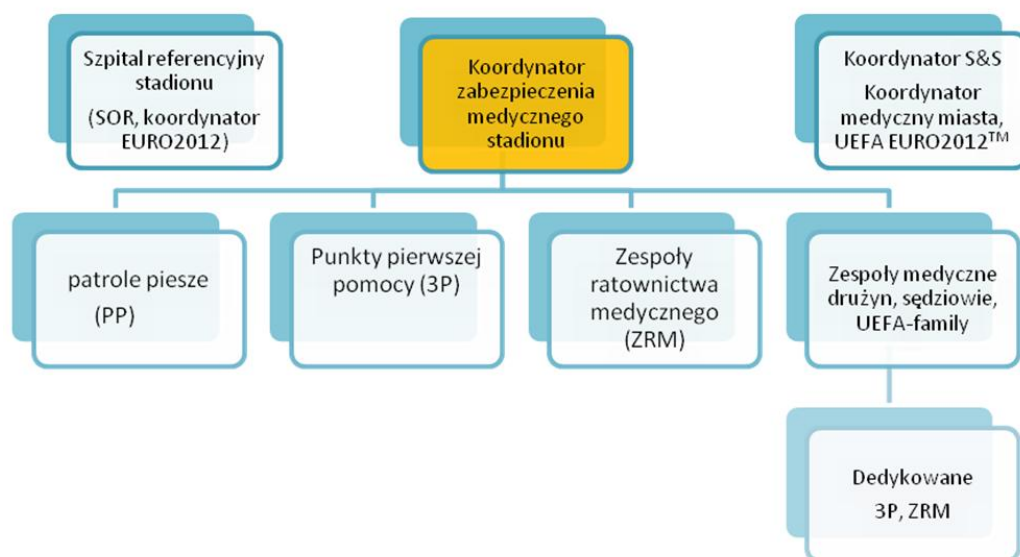 Szpital referencyjny
stadionu
(SOR, koordynator
EURO2012)
Koordynator
zabezpieczenia
medycznego
stadionu
Koordynator S&S
Koordynator
medyczny miasta,
UEFA EURO2012™
patrole piesze
(PP)
Punkty pierwszej
pomocy (3P)
Zespoły
ratownictwa
medycznego
(ZRM)
Zespoły medyczne
drużyn, sędziowie,
UEFA-family
Dedykowane
3P, ZRM